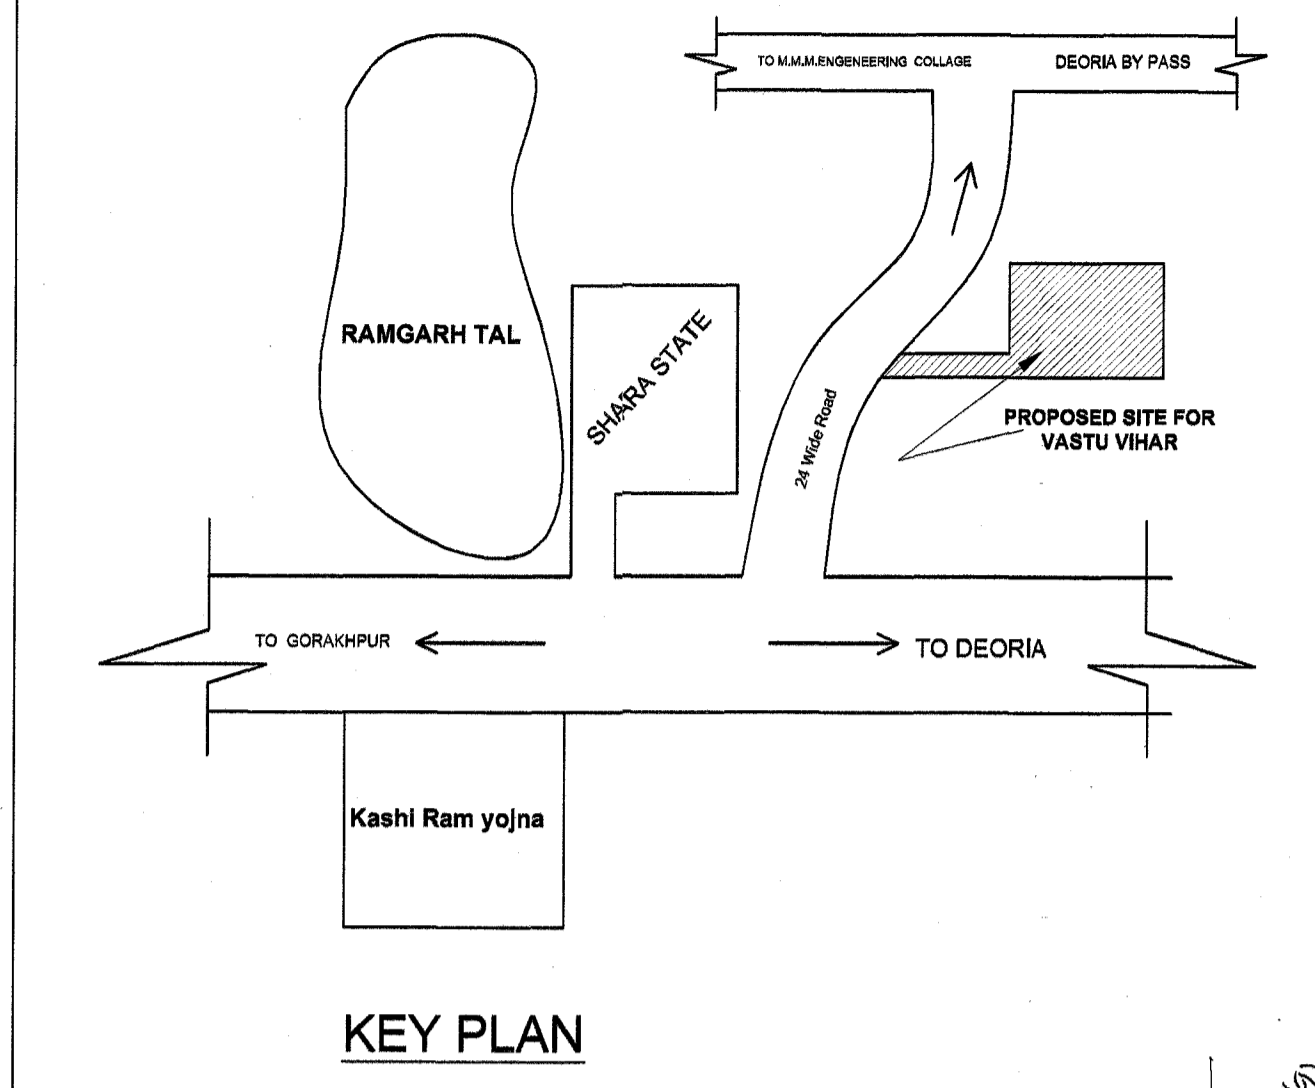 TO M.M.M.ENGENEERING COLLAGE
DEORIA BY PASS
RAMGARH TAL
SHARA STATE
24 Wide Road
PROPOSED SITE FOR
VASTU VIHAR
TO GORAKHPUR
TO DEORIA
Kashi Ram yojna
KEY PLAN